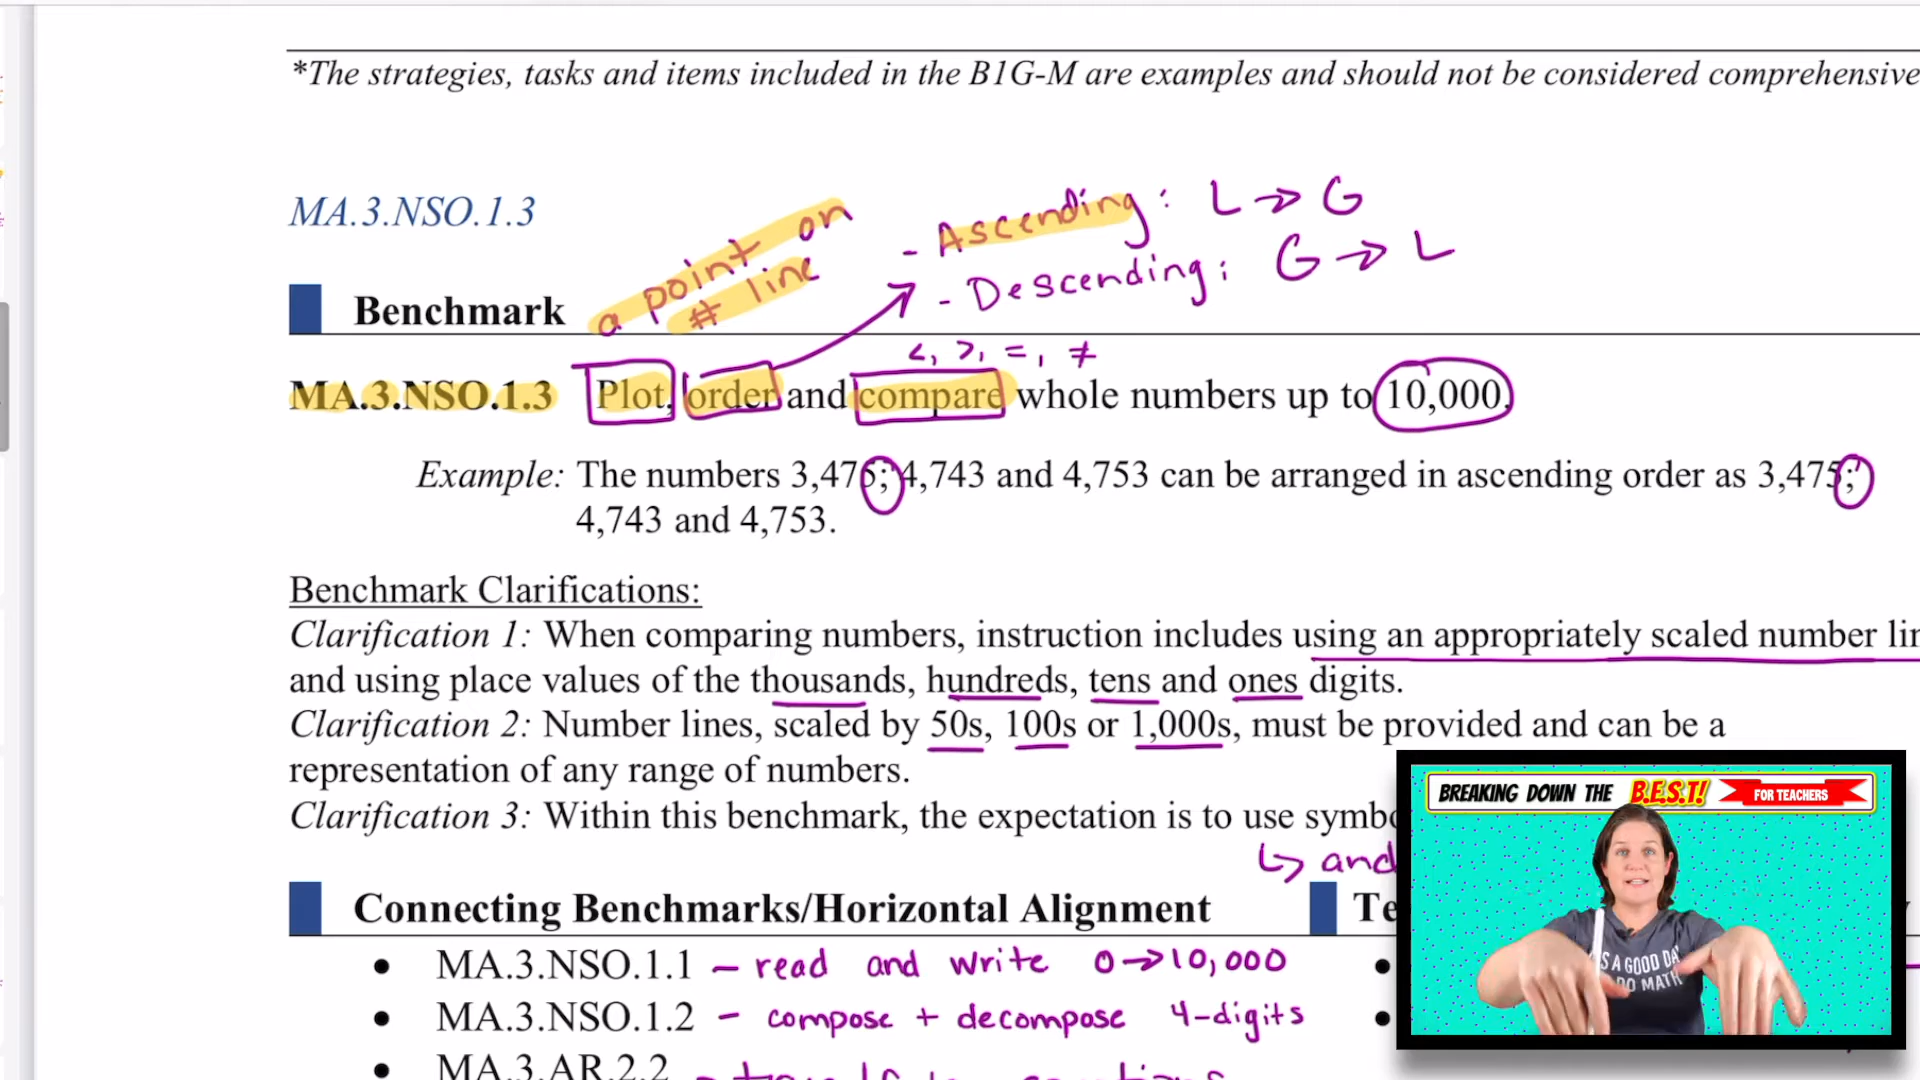 *The strategies, tasks and items included in the B1G-M are examples and should not be considered comprehensive
MA.3.NSO.1.3
a point on
# line
- Ascending: L → G
- Descending: G → L
Benchmark
<, >, =, ≠
MA.3.NSO.1.3 Plot, order and compare whole numbers up to 10,000.
Example: The numbers 3,475; 4,743 and 4,753 can be arranged in ascending order as 3,475;
4,743 and 4,753.
Benchmark Clarifications:
Clarification 1: When comparing numbers, instruction includes using an appropriately scaled number lin
and using place values of the thousands, hundreds, tens and ones digits.
Clarification 2: Number lines, scaled by 50s, 100s or 1,000s, must be provided and can be a
representation of any range of numbers.
Clarification 3: Within this benchmark, the expectation is to use symbo
↳ and
Connecting Benchmarks/Horizontal Alignment
Te
• MA.3.NSO.1.1 – read and write 0→10,000
• MA.3.NSO.1.2 – compose + decompose 4-digits
• MA.3.AR.2.2
BREAKING DOWN THE B.E.S.T! FOR TEACHERS
S A GOOD DA
DO MATH